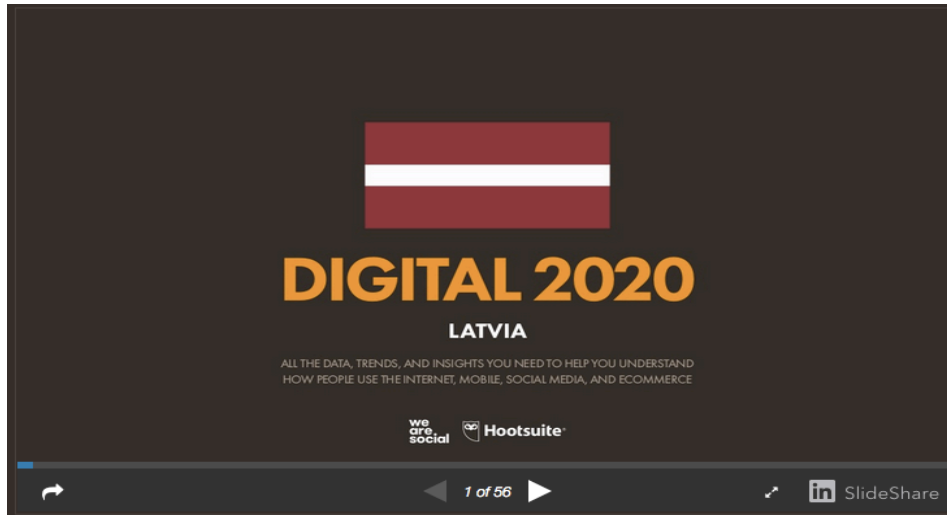 DIGITAL 2020
LATVIA
ALL THE DATA, TRENDS, AND INSIGHTS YOU NEED TO HELP YOU UNDERSTAND
HOW PEOPLE USE THE INTERNET, MOBILE, SOCIAL MEDIA, AND ECOMMERCE
we
are.
social
Hootsuite®
1 of 56
in SlideShare